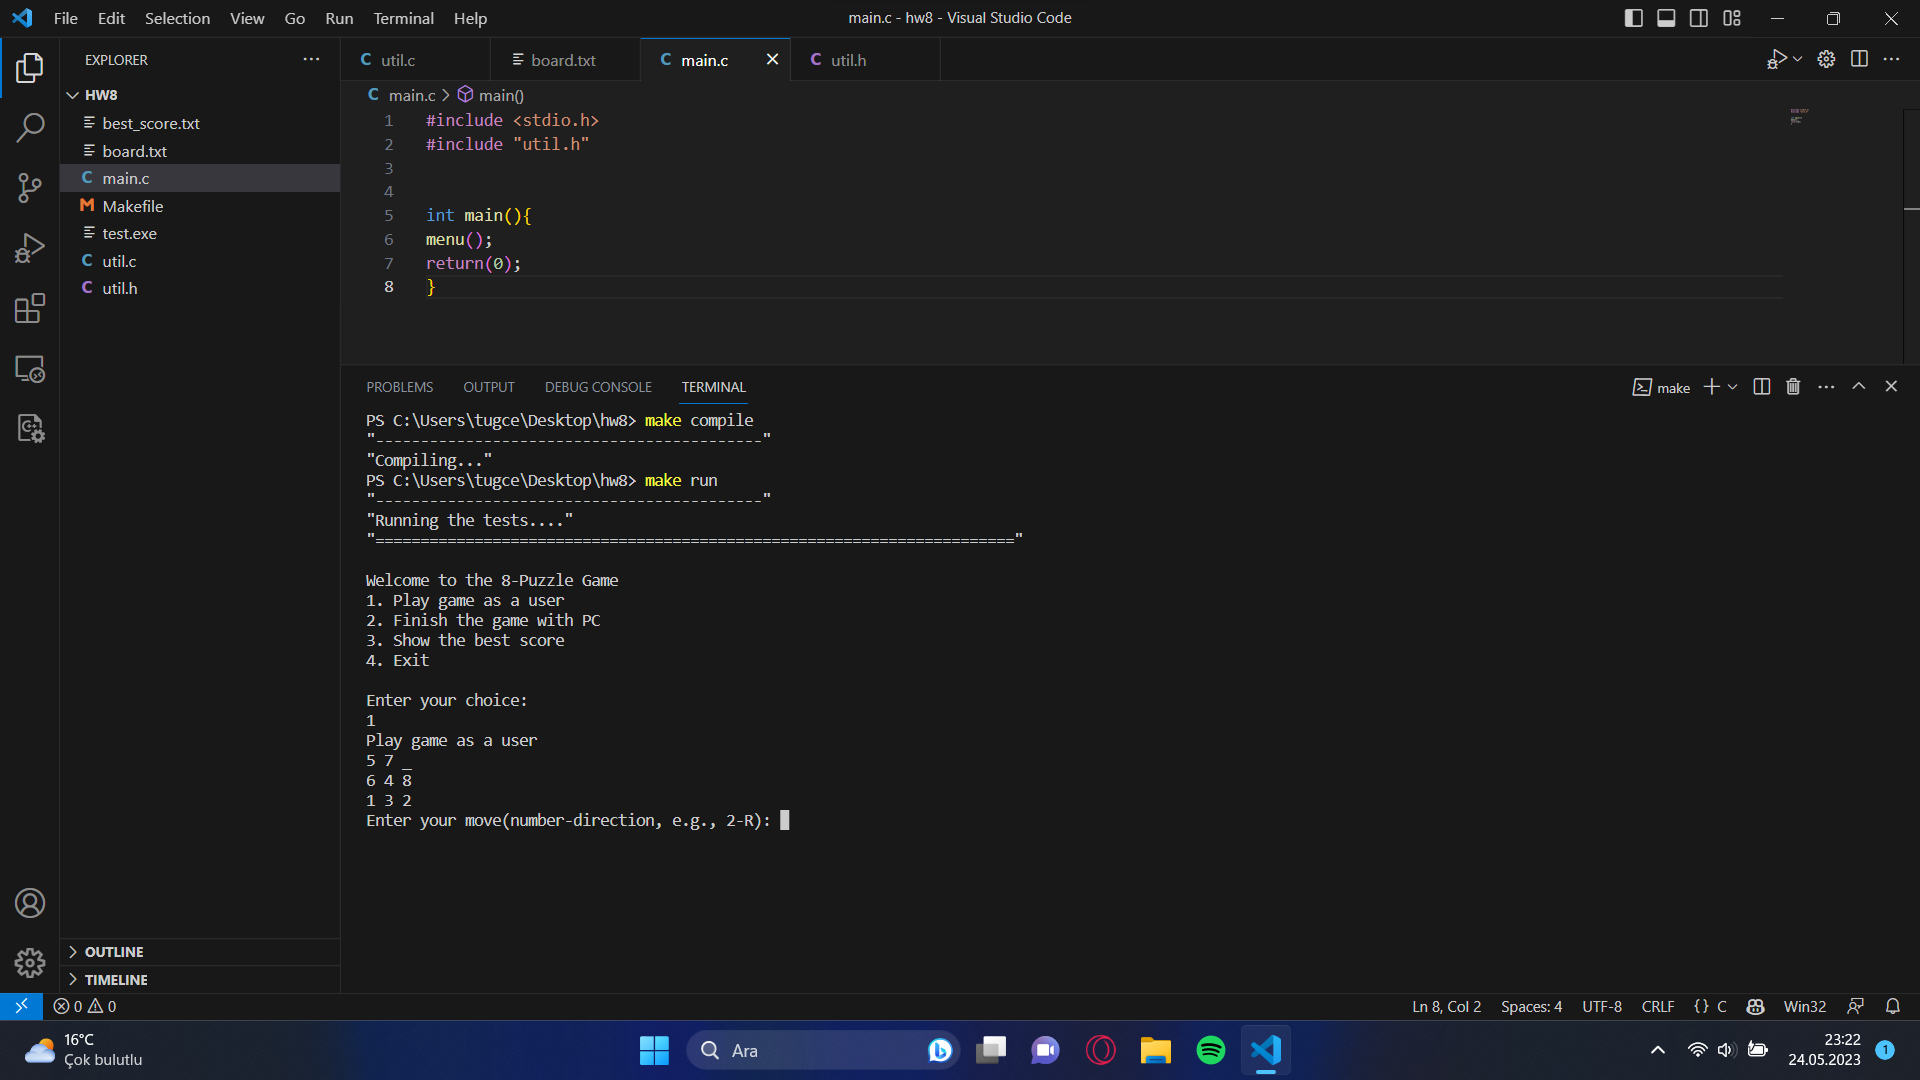 File Edit Selection View Go Run Terminal Help
main.c - hw8 - Visual Studio Code
EXPLORER
HW8
best_score.txt
board.txt
C main.c
M Makefile
test.exe
C util.c
C util.h
OUTLINE
TIMELINE
C util.c
board.txt
C main.c
C util.h
C main.c > main()
1 #include <stdio.h>
2 #include "util.h"
3
4
5 int main(){
6 menu();
7 return(0);
8 }
PROBLEMS OUTPUT DEBUG CONSOLE TERMINAL
make
PS C:\Users\tugce\Desktop\hw8> make compile
"-------------------------------------------"
"Compiling..."
PS C:\Users\tugce\Desktop\hw8> make run
"-------------------------------------------"
"Running the tests...."
"======================================================================="
Welcome to the 8-Puzzle Game
1. Play game as a user
2. Finish the game with PC
3. Show the best score
4. Exit
Enter your choice:
1
Play game as a user
5 7 _
6 4 8
1 3 2
Enter your move(number-direction, e.g., 2-R):
0 0
Ln 8, Col 2 Spaces: 4 UTF-8 CRLF {} C Win32
16°C
Çok bulutlu
Ara
23:22
24.05.2023
1